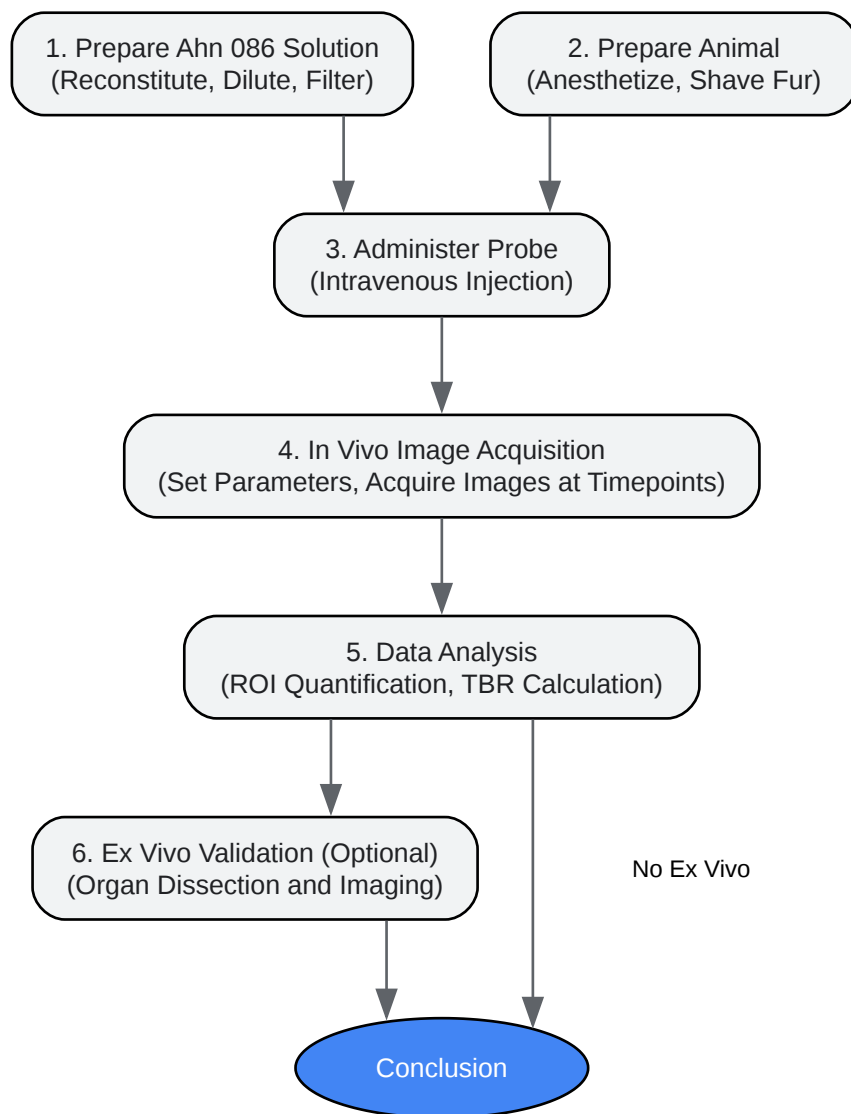 1. Prepare Ahn 086 Solution
(Reconstitute, Dilute, Filter)
2. Prepare Animal
(Anesthetize, Shave Fur)
3. Administer Probe
(Intravenous Injection)
4. In Vivo Image Acquisition
(Set Parameters, Acquire Images at Timepoints)
5. Data Analysis
(ROI Quantification, TBR Calculation)
6. Ex Vivo Validation (Optional)
(Organ Dissection and Imaging)
No Ex Vivo
Conclusion